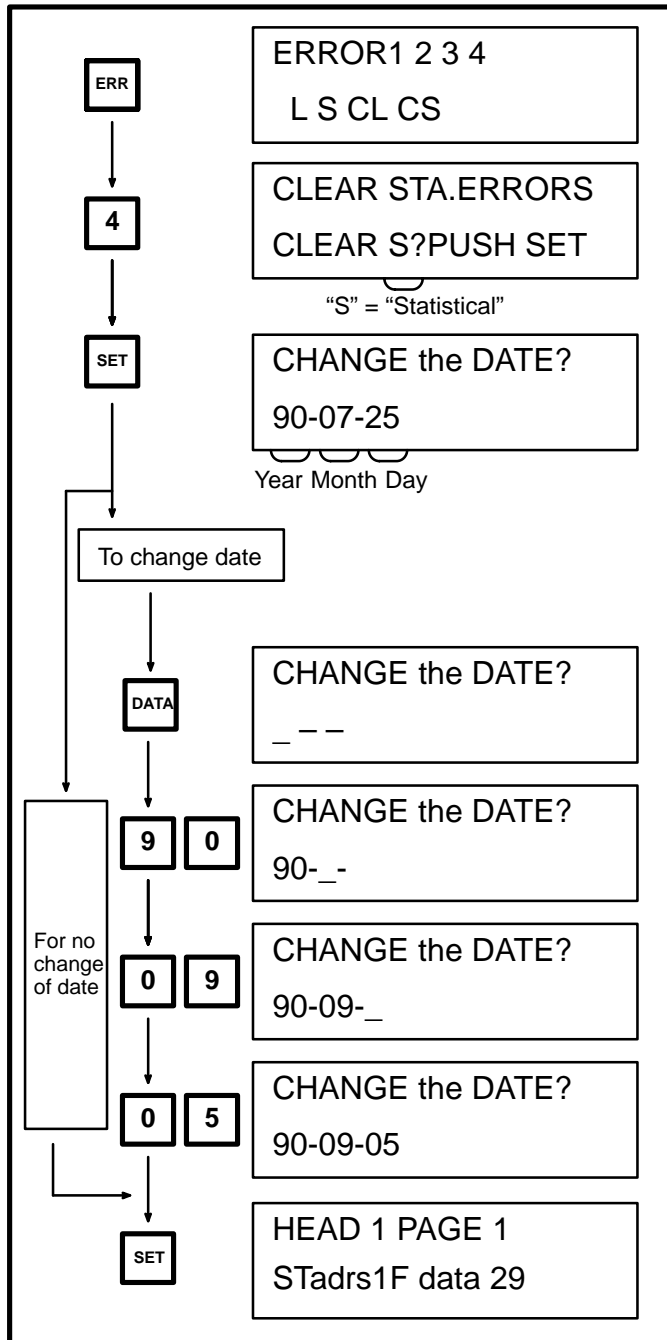 ERR
ERROR1 2 3 4
L S CL CS
4
CLEAR STA.ERRORS
CLEAR S?PUSH SET
“S” = “Statistical”
SET
CHANGE the DATE?
90-07-25
Year Month Day
To change date
DATA
CHANGE the DATE?
_ – –
9 0
CHANGE the DATE?
90-_-
For no
change
of date
0 9
CHANGE the DATE?
90-09-_
0 5
CHANGE the DATE?
90-09-05
SET
HEAD 1 PAGE 1
STadrs1F data 29